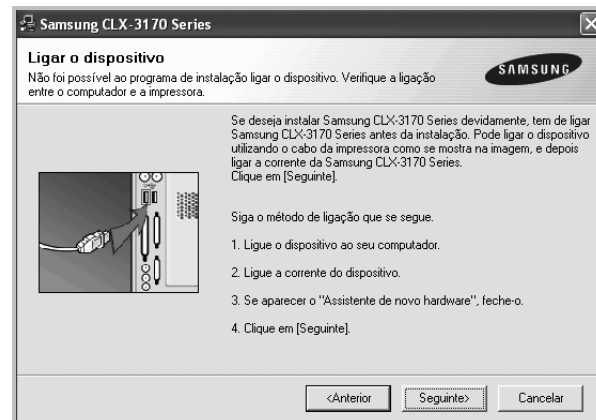 Samsung CLX-3170 Series
Ligar o dispositivo
Não foi possível ao programa de instalação ligar o dispositivo. Verifique a ligação
entre o computador e a impressora.
SAMSUNG
Se deseja instalar Samsung CLX-3170 Series devidamente, tem de ligar
Samsung CLX-3170 Series antes da instalação. Pode ligar o dispositivo
utilizando o cabo da impressora como se mostra na imagem, e depois
ligar a corrente da Samsung CLX-3170 Series.
Clique em [Seguinte].
Siga o método de ligação que se segue.
1. Ligue o dispositivo ao seu computador.
2. Ligue a corrente do dispositivo.
3. Se aparecer o "Assistente de novo hardware", feche-o.
4. Clique em [Seguinte].
<Anterior
Seguinte>
Cancelar